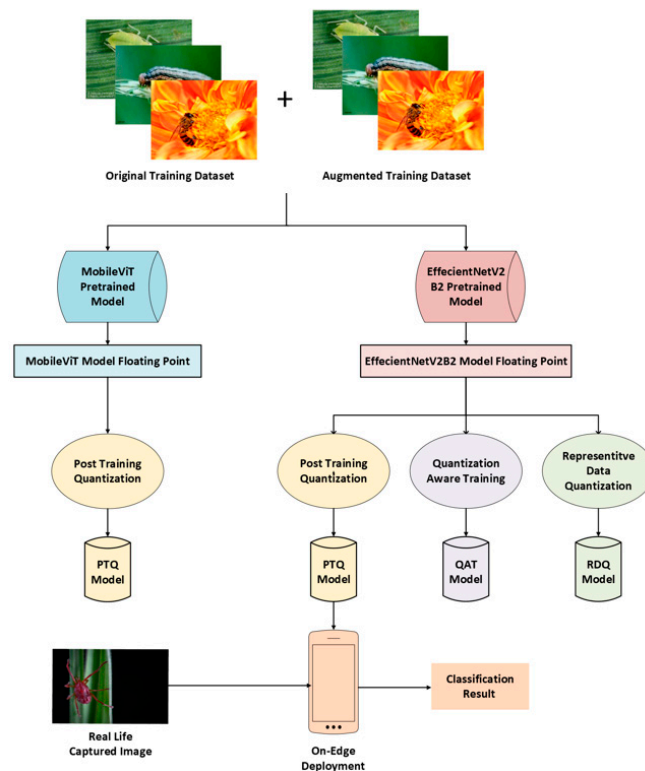 +
Original Training Dataset
Augmented Training Dataset
MobileViT
Pretrained
Model
EffecientNetV2
B2 Pretrained
Model
MobileViT Model Floating Point
EffecientNetV2B2 Model Floating Point
Post Training
Quantization
Post Training
Quantization
Quantization
Aware Training
Representitve
Data
Quantization
PTQ
Model
PTQ
Model
QAT
Model
RDQ
Model
Real Life
Captured Image
On-Edge
Deployment
Classification
Result